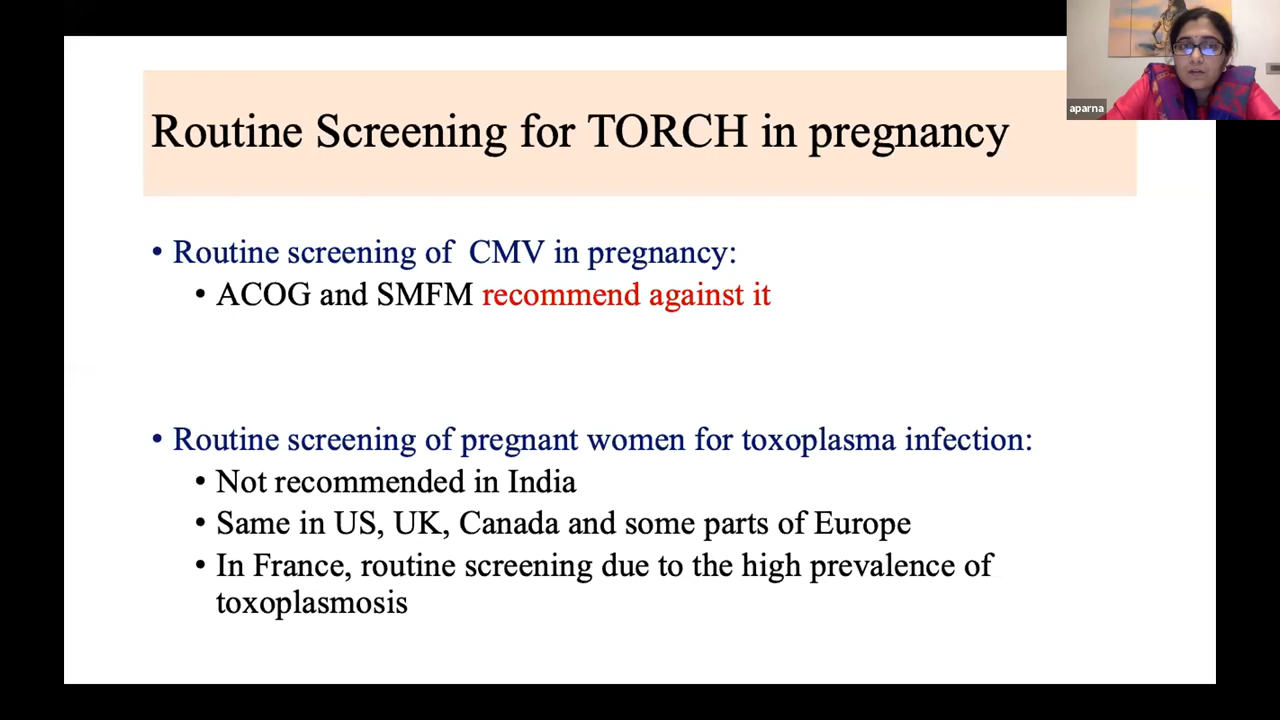 aparna
Routine Screening for TORCH in pregnancy
• Routine screening of CMV in pregnancy:
• ACOG and SMFM recommend against it
• Routine screening of pregnant women for toxoplasma infection:
• Not recommended in India
• Same in US, UK, Canada and some parts of Europe
• In France, routine screening due to the high prevalence of
toxoplasmosis